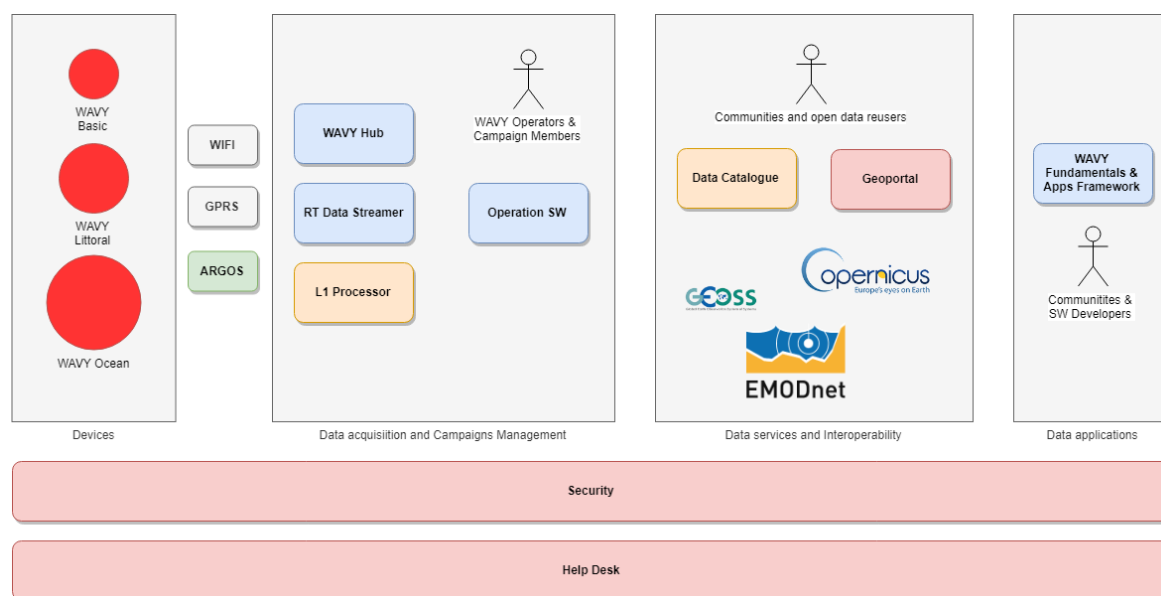 WAVY
Basic
WAVY
Littoral
WAVY Ocean
Devices
WIFI
GPRS
ARGOS
WAVY Hub
RT Data Streamer
L1 Processor
WAVY Operators &
Campaign Members
Operation SW
Data acquisiition and Campaigns Management
Communities and open data reusers
Data Catalogue
Geoportal
GEOSS
opernicus
Europe's eyes on Earth
EMODnet
Data services and Interoperability
WAVY
Fundamentals &
Apps Framework
Communitites &
SW Developers
Data applications
Security
Help Desk